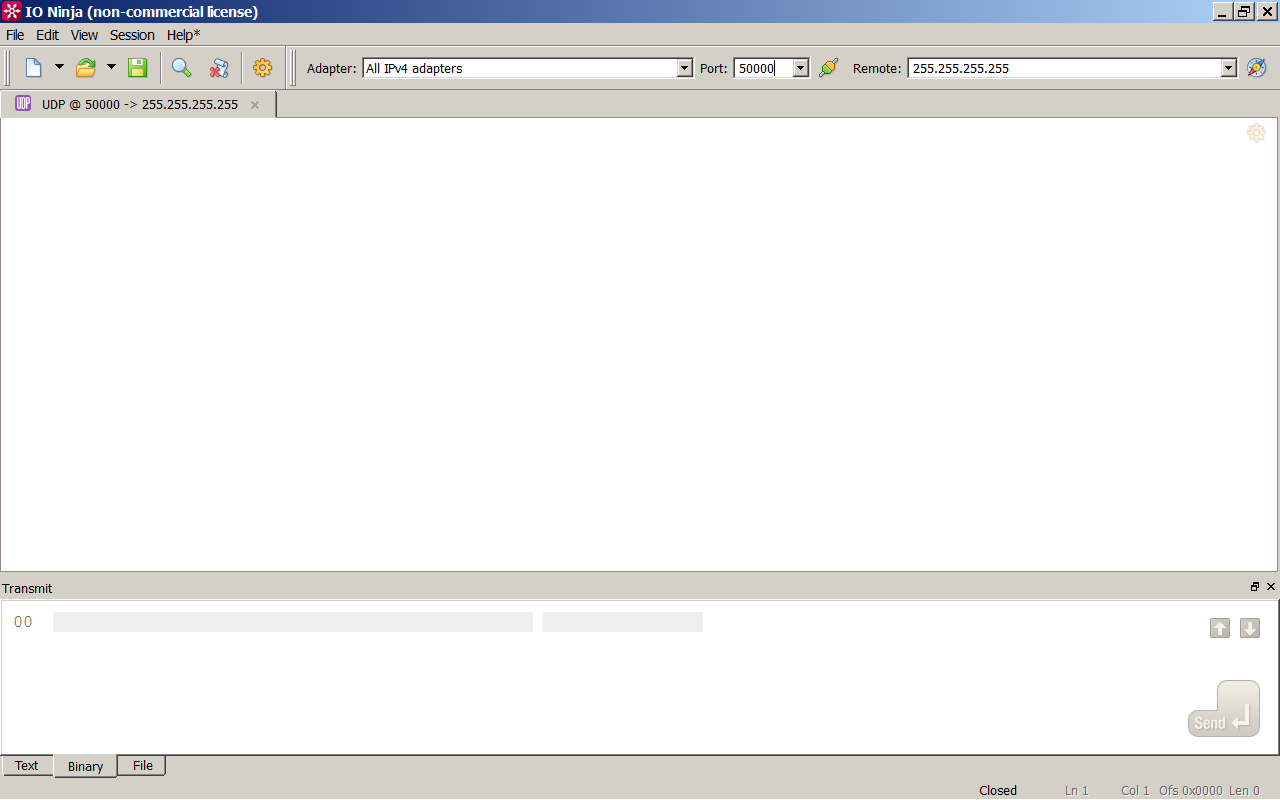 IO Ninja (non-commercial license)
File Edit View Session Help*
Adapter: All IPv4 adapters Port: 50000 Remote: 255.255.255.255
UDP UDP @ 50000 -> 255.255.255.255
Transmit
00
Send
Text Binary File
Closed Ln 1 Col 1 Ofs 0x0000 Len 0